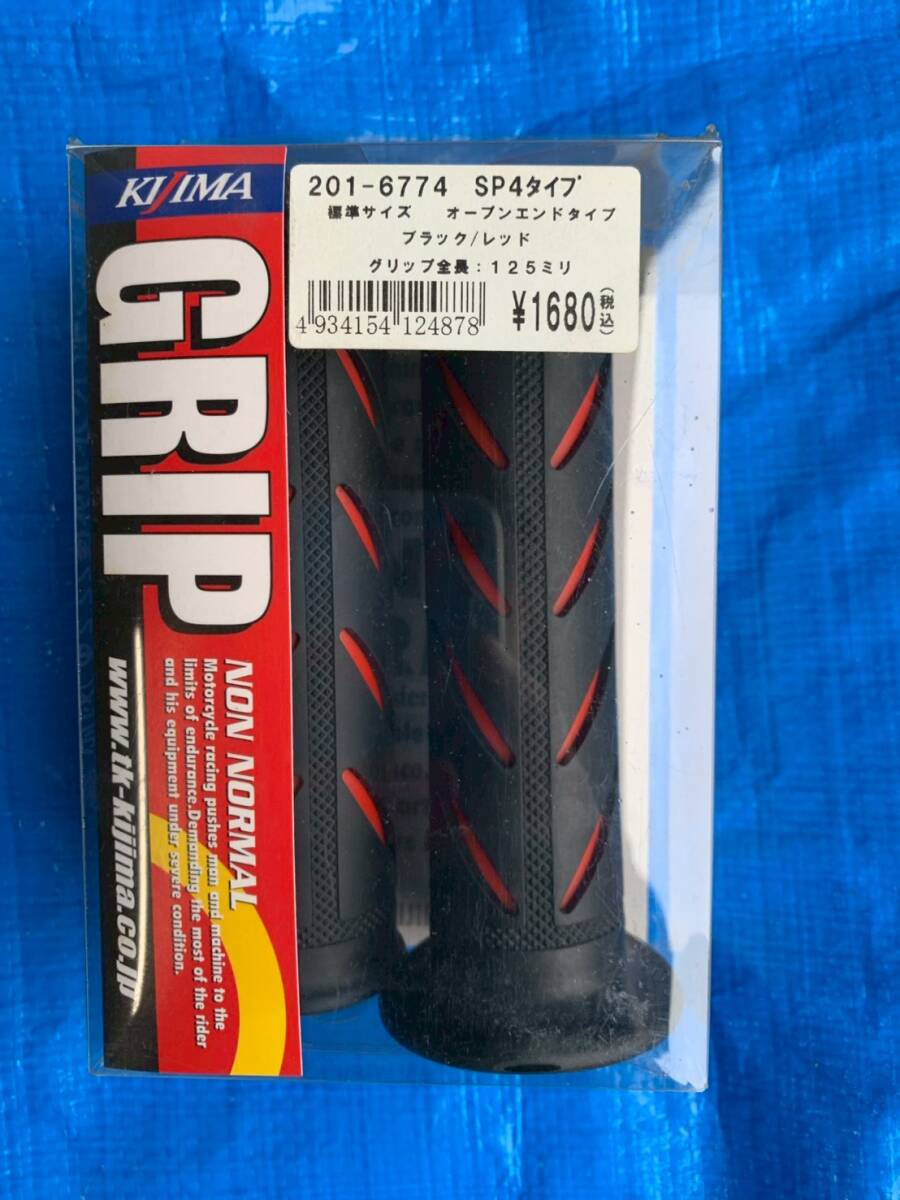 KIJIMA
GRIP
NON NORMAL
Motorcycle racing pushes man and machine to the
limits of endurance.Demanding the most of the rider
and his equipment under severe condition.
www.tk-kijima.co.jp
201-6774 SP4タイプ
標準サイズ オープンエンドタイプ
ブラック/レッド
グリップ全長:125ミリ
4 934154 124878
¥1680(税込)